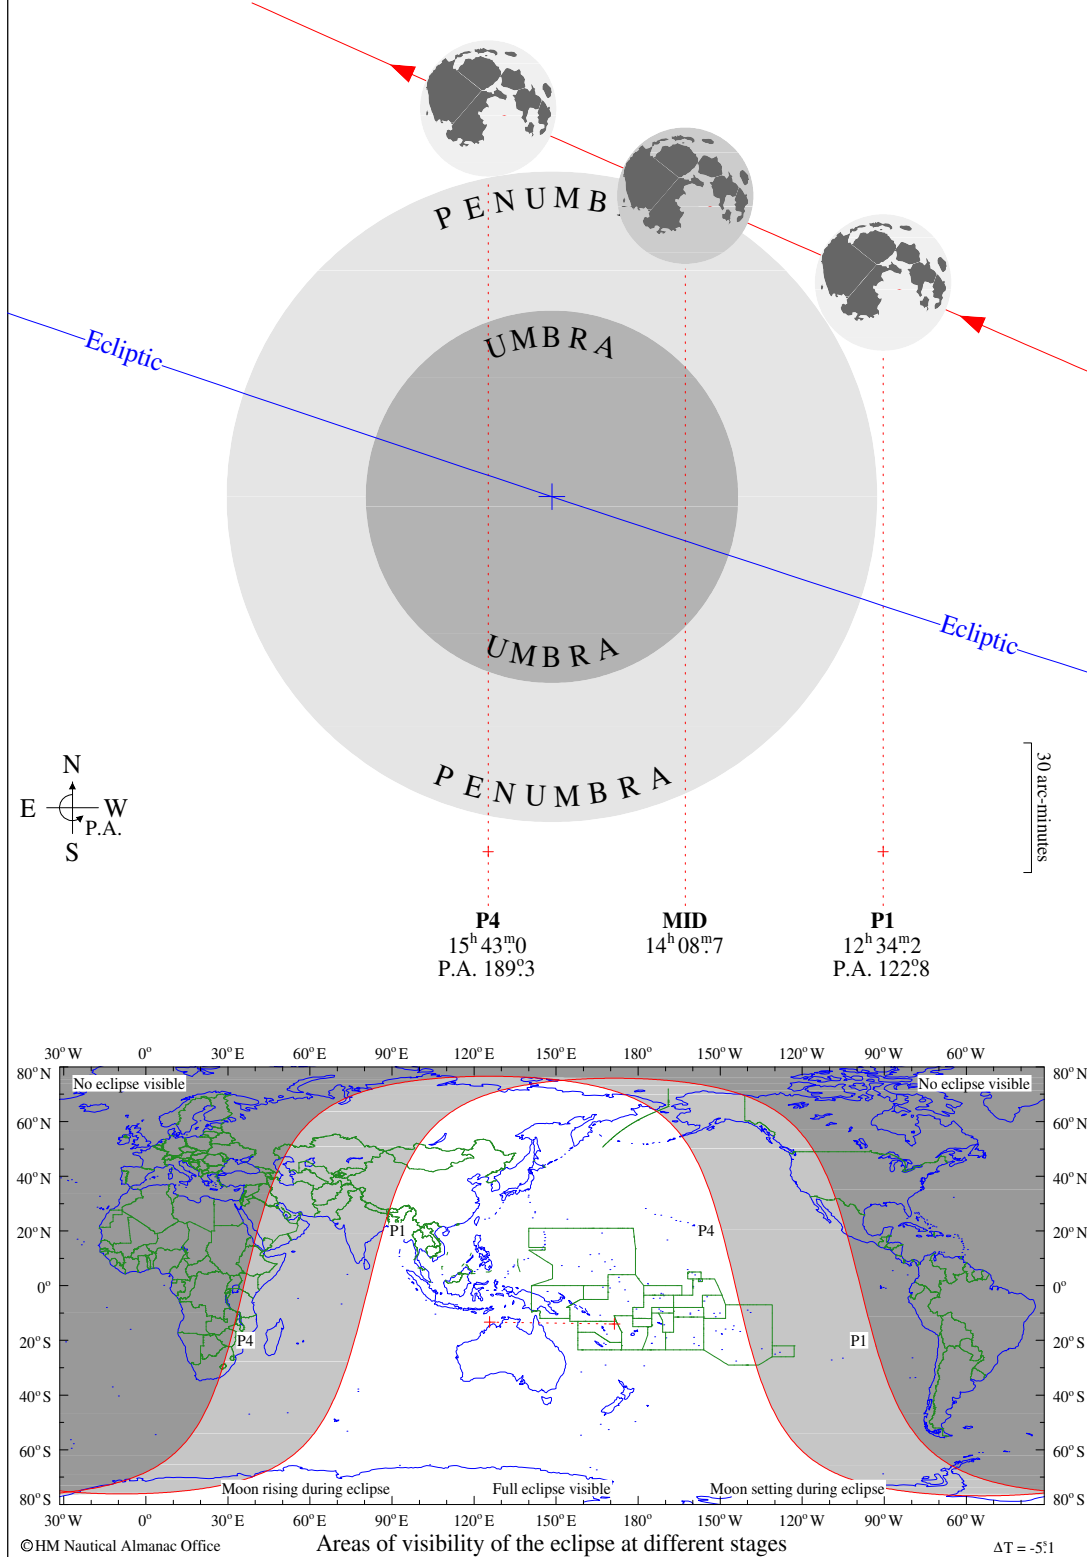 PENUMB
UMBRA
Ecliptic
UMBRA
Ecliptic
PENUMBRA
30 arc-minutes
N
E W
P.A.
S
P4 MID P1
15h 43m.0 14h 08m.7 12h 34m.2
P.A. 189°.3 P.A. 122°.8
30°W 0° 30°E 60°E 90°E 120°E 150°E 180° 150°W 120°W 90°W 60°W
80°N No eclipse visible No eclipse visible 80°N
60°N 60°N
40°N 40°N
20°N P1 P4 20°N
0° 0°
20°S P4 P1 20°S
40°S 40°S
60°S 60°S
80°S Moon rising during eclipse Full eclipse visible Moon setting during eclipse 80°S
30°W 0° 30°E 60°E 90°E 120°E 150°E 180° 150°W 120°W 90°W 60°W
©HM Nautical Almanac Office Areas of visibility of the eclipse at different stages ΔT = -5s.1